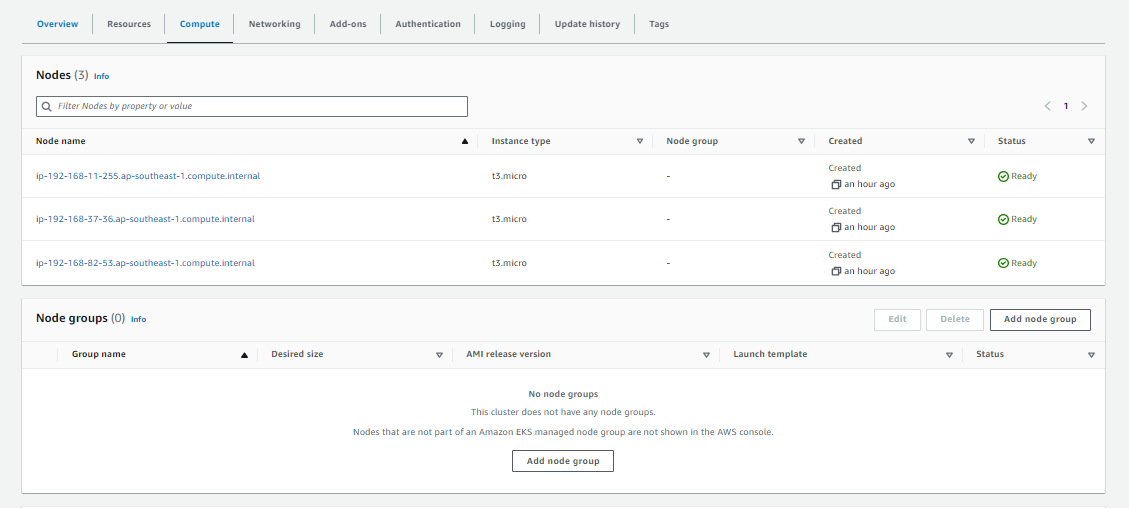 Overview Resources Compute Networking Add-ons Authentication Logging Update history Tags
Nodes (3) Info
Filter Nodes by property or value
1
Node name Instance type Node group Created Status
ip-192-168-11-255.ap-southeast-1.compute.internal t3.micro - Created an hour ago Ready
ip-192-168-37-36.ap-southeast-1.compute.internal t3.micro - Created an hour ago Ready
ip-192-168-82-53.ap-southeast-1.compute.internal t3.micro - Created an hour ago Ready
Node groups (0) Info
Edit Delete Add node group
Group name Desired size AMI release version Launch template Status
No node groups
This cluster does not have any node groups.
Nodes that are not part of an Amazon EKS managed node group are not shown in the AWS console.
Add node group